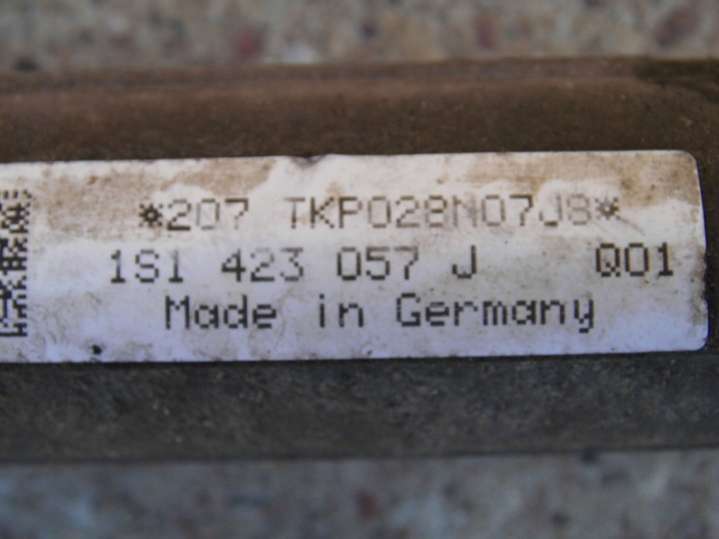 *207 TKP028N07J8*
1S1 423 057 J Q01
Made in Germany